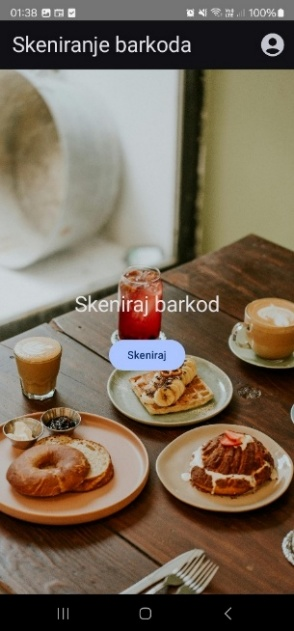 01:38
100%
Skeniranje barkoda
Skeniraj barkod
Skeniraj